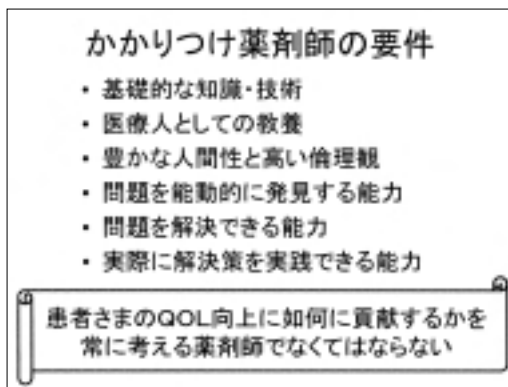 かかりつけ薬剤師の要件
・基礎的な知識・技術
・医療人としての教養
・豊かな人間性と高い倫理観
・問題を能動的に発見する能力
・問題を解決できる能力
・実際に解決策を実践できる能力
患者さまのQOL向上に如何に貢献するかを
常に考える薬剤師でなくてはならない